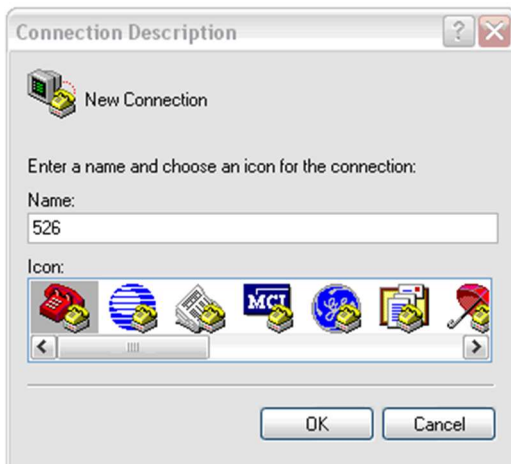 Connection Description
New Connection
Enter a name and choose an icon for the connection:
Name:
526
Icon:
MCI
OK
Cancel